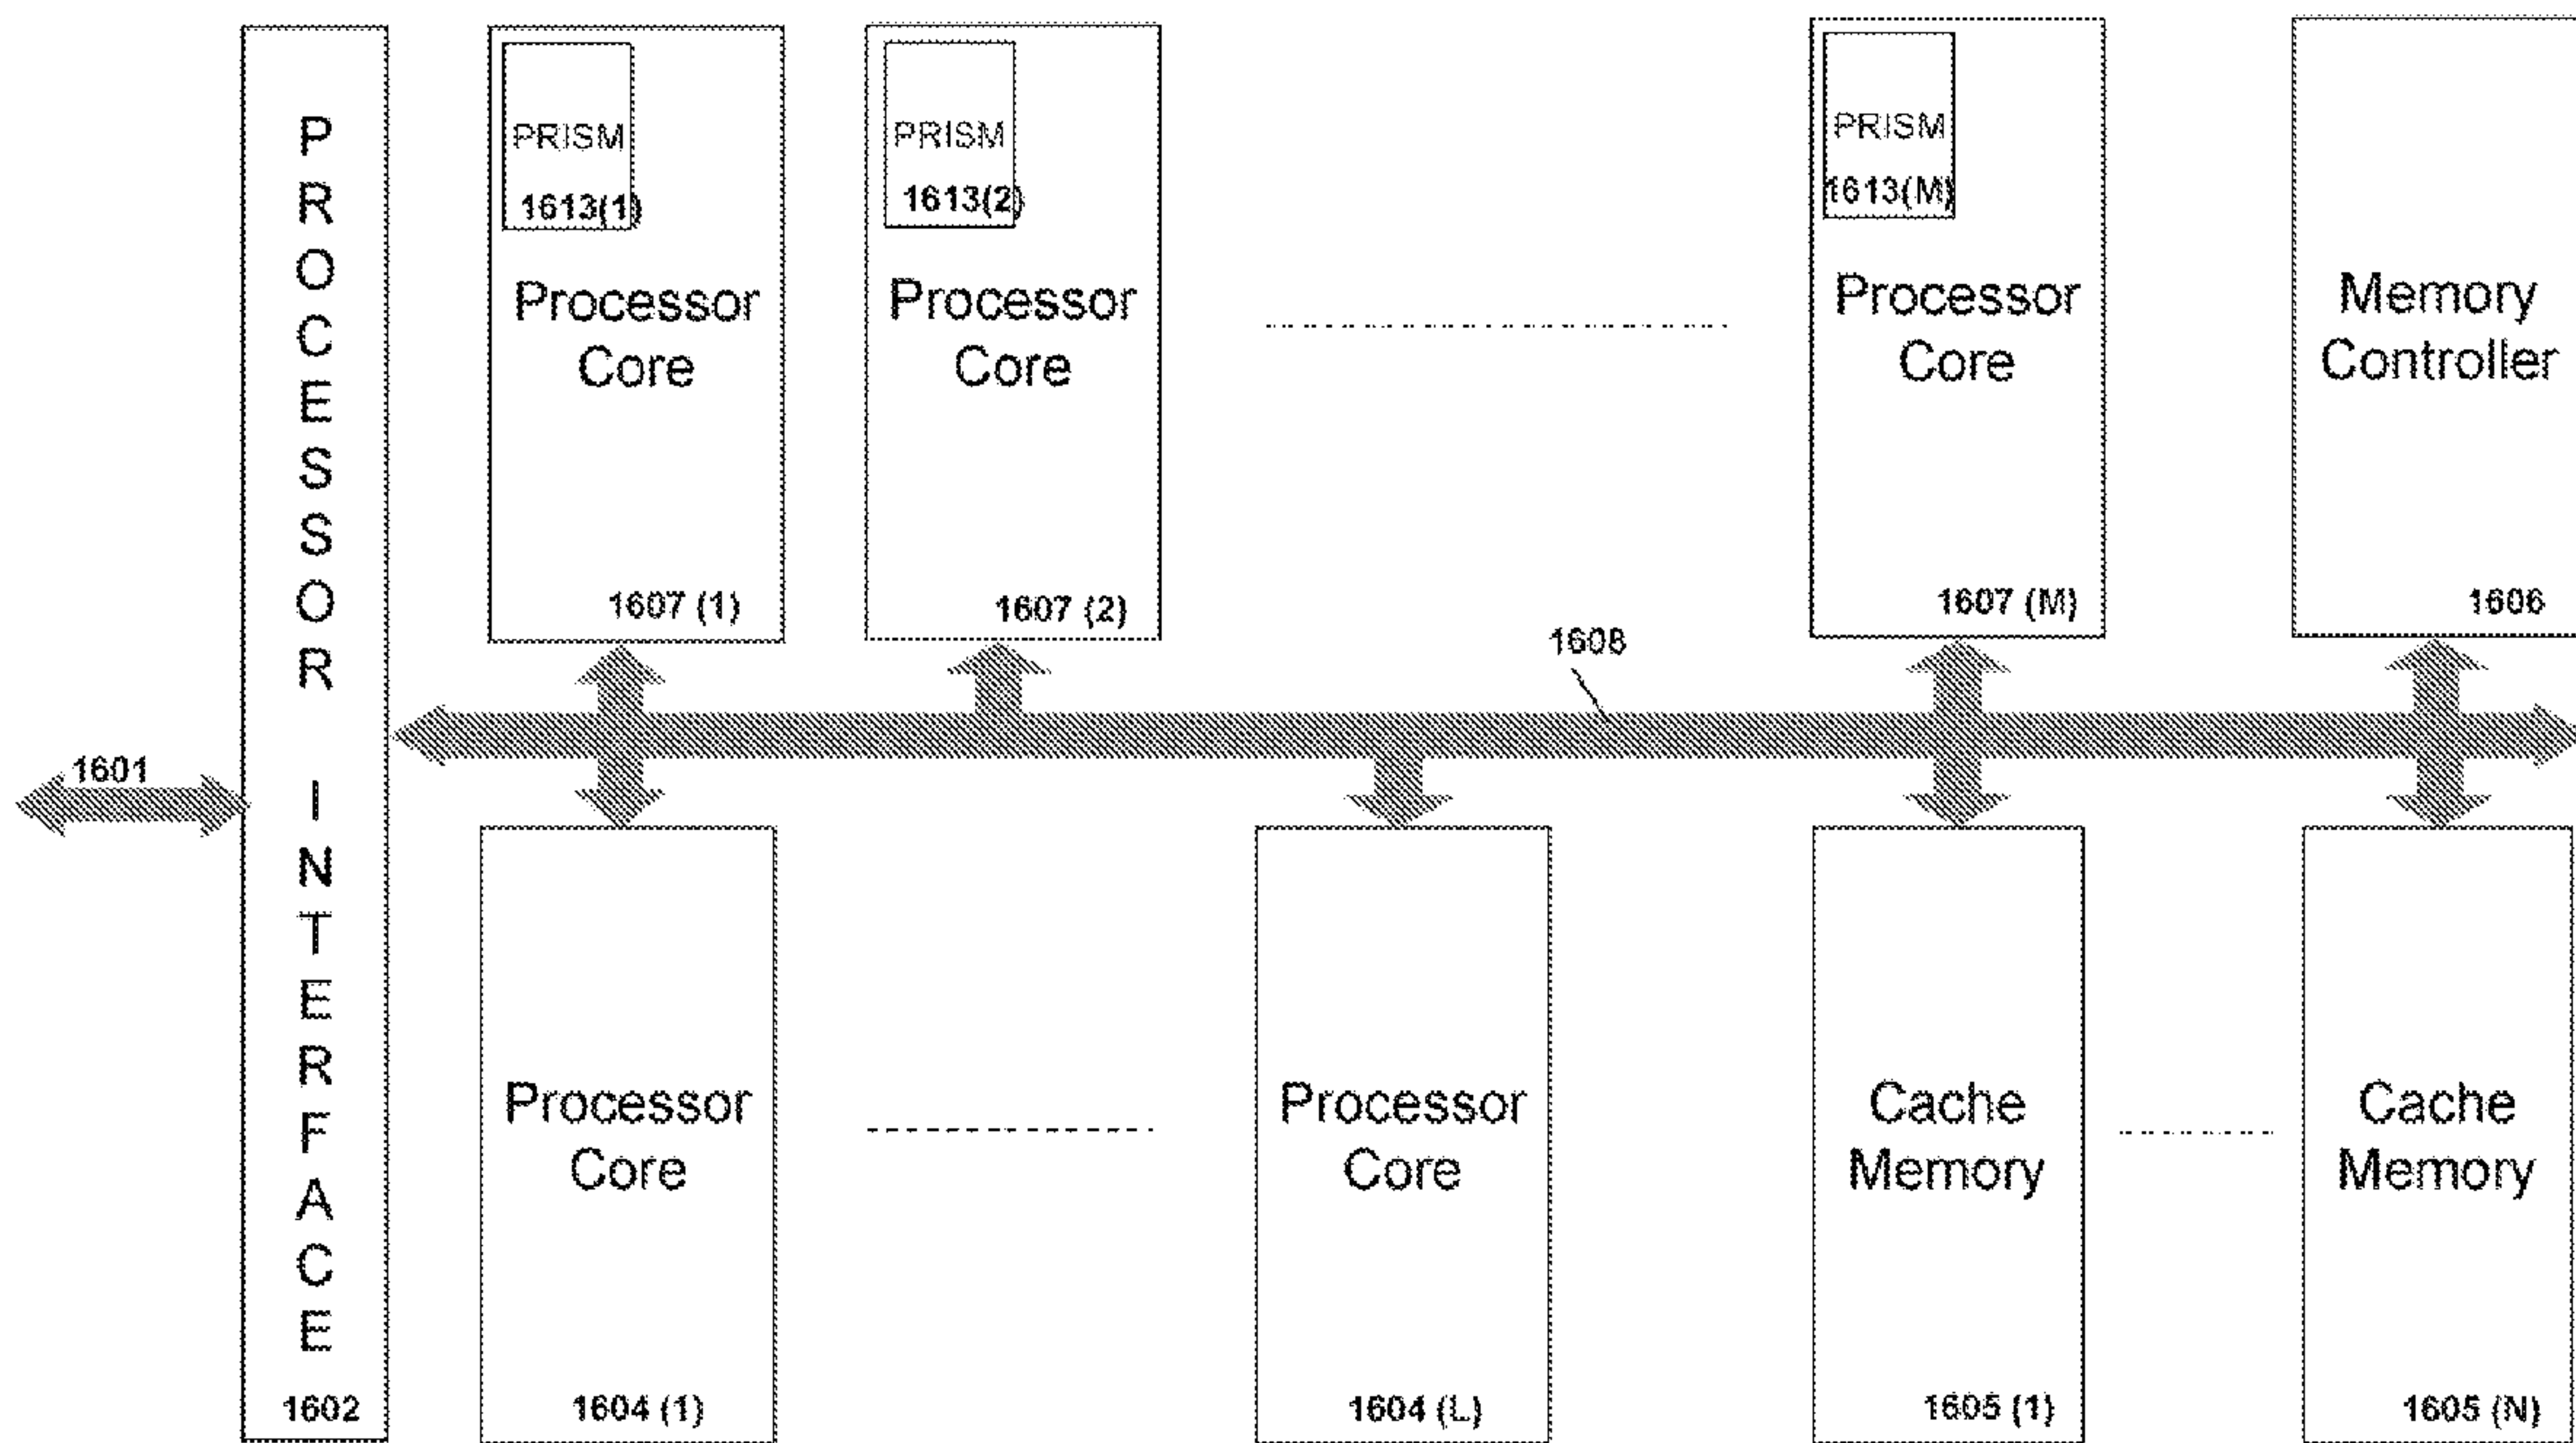 PROCESSOR INTERFACE
1602
1601
PRISM
1613(1)
Processor
Core
1607 (1)
PRISM
1613(2)
Processor
Core
1607 (2)
PRISM
1613(M)
Processor
Core
1607 (M)
Memory
Controller
1606
1608
Processor
Core
1604 (1)
Processor
Core
1604 (L)
Cache
Memory
1605 (1)
Cache
Memory
1605 (N)